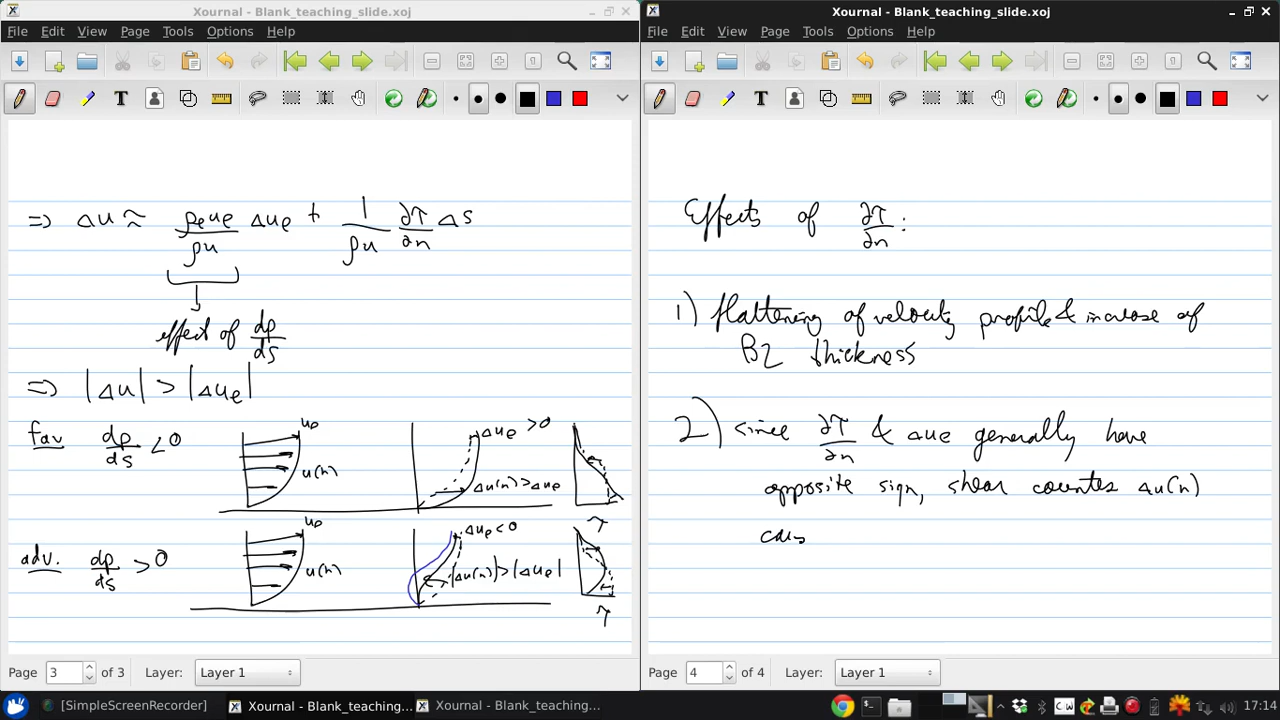 Xournal - Blank_teaching_slide.xoj
File Edit View Page Tools Options Help
⇒ Δu ≈ ρₑuₑ/ρu Δuₑ + 1/ρu ∂τ/∂n Δs
effect of dp/ds
⇒ |Δu| > |Δuₑ|
fav dp/ds < 0
uₑ
u(n)
Δuₑ > 0
Δu(n) > Δuₑ
τ
adv. dp/ds > 0
uₑ
u(n)
Δuₑ < 0
|Δu(n)| > |Δuₑ|
τ
Page 3 of 3 Layer: Layer 1
Xournal - Blank_teaching_slide.xoj
File Edit View Page Tools Options Help
Effects of ∂τ/∂n :
1) flattening of velocity profile & increase of
BL thickness
2) since ∂τ/∂n & Δue generally have
opposite sign, shear counters Δu(n)
caus
Page 4 of 4 Layer: Layer 1
[SimpleScreenRecorder] Xournal - Blank_teaching... Xournal - Blank_teaching... 17:14